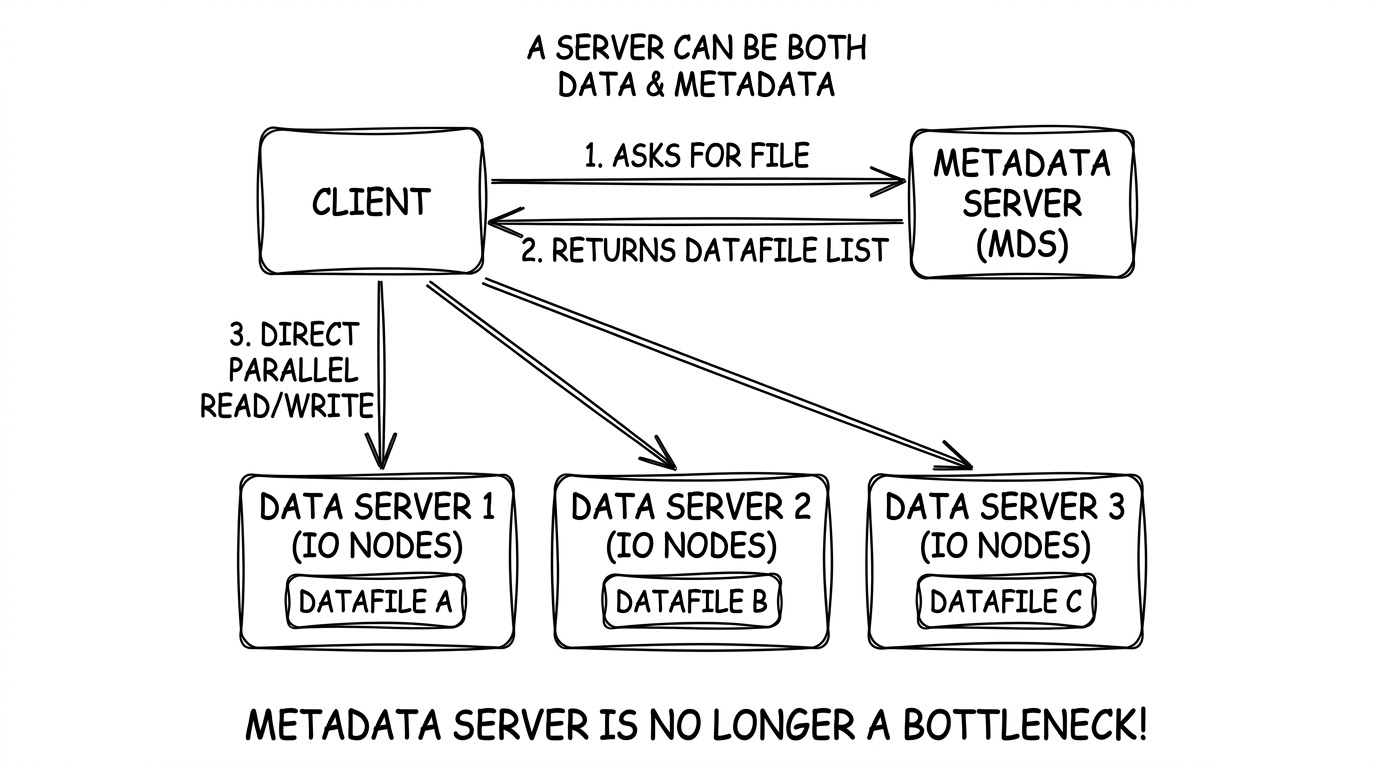 A SERVER CAN BE BOTH
DATA & METADATA
CLIENT
1. ASKS FOR FILE
2. RETURNS DATAFILE LIST
METADATA
SERVER
(MDS)
3. DIRECT
PARALLEL
READ/WRITE
DATA SERVER 1
(IO NODES)
DATAFILE A
DATA SERVER 2
(IO NODES)
DATAFILE B
DATA SERVER 3
(IO NODES)
DATAFILE C
METADATA SERVER IS NO LONGER A BOTTLENECK!